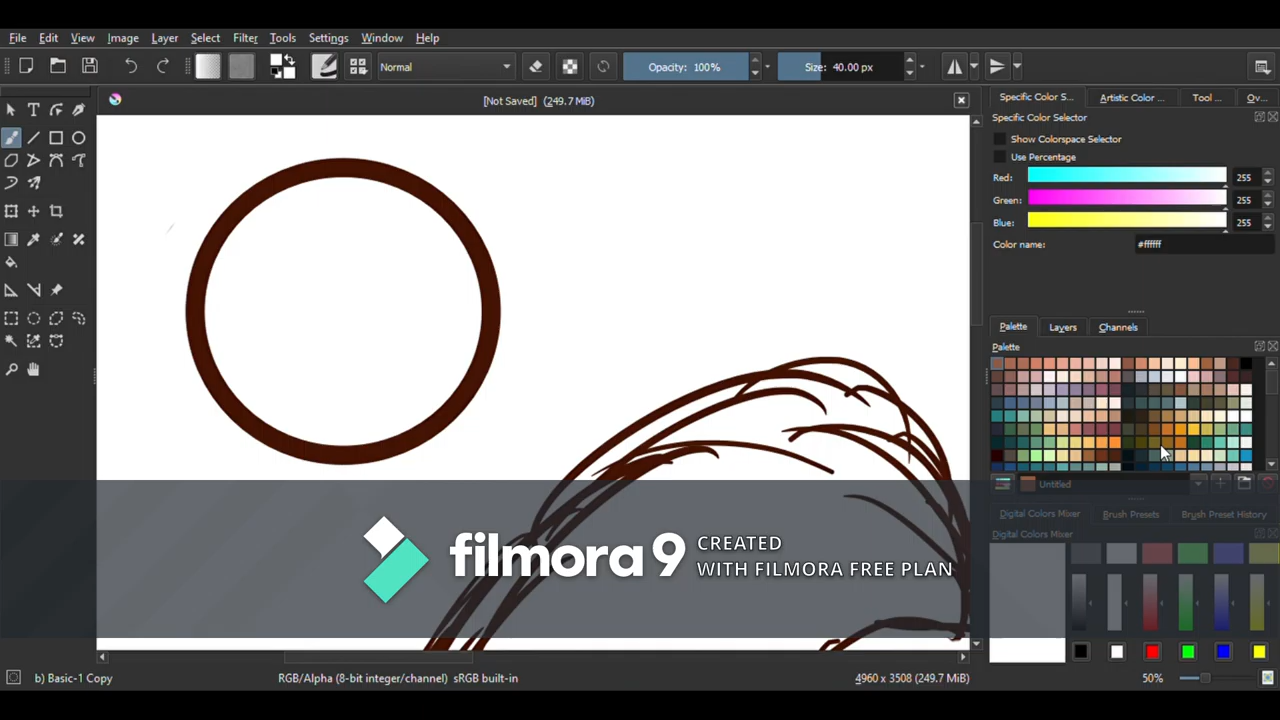 File Edit View Image Layer Select Filter Tools Settings Window Help
Normal Opacity: 100% Size: 40.00 px
[Not Saved] (249.7 MiB)
Specific Color S... Artistic Color ... Tool ... Ov...
Specific Color Selector
Show Colorspace Selector
Use Percentage
Red: 255
Green: 255
Blue: 255
Color name: #ffffff
Palette Layers Channels
Palette
Untitled
Digital Colors Mixer Brush Presets Brush Preset History
Digital Colors Mixer
filmora 9 CREATED
WITH FILMORA FREE PLAN
b) Basic-1 Copy RGB/Alpha (8-bit integer/channel) sRGB built-in 4960 x 3508 (249.7 MiB) 50%